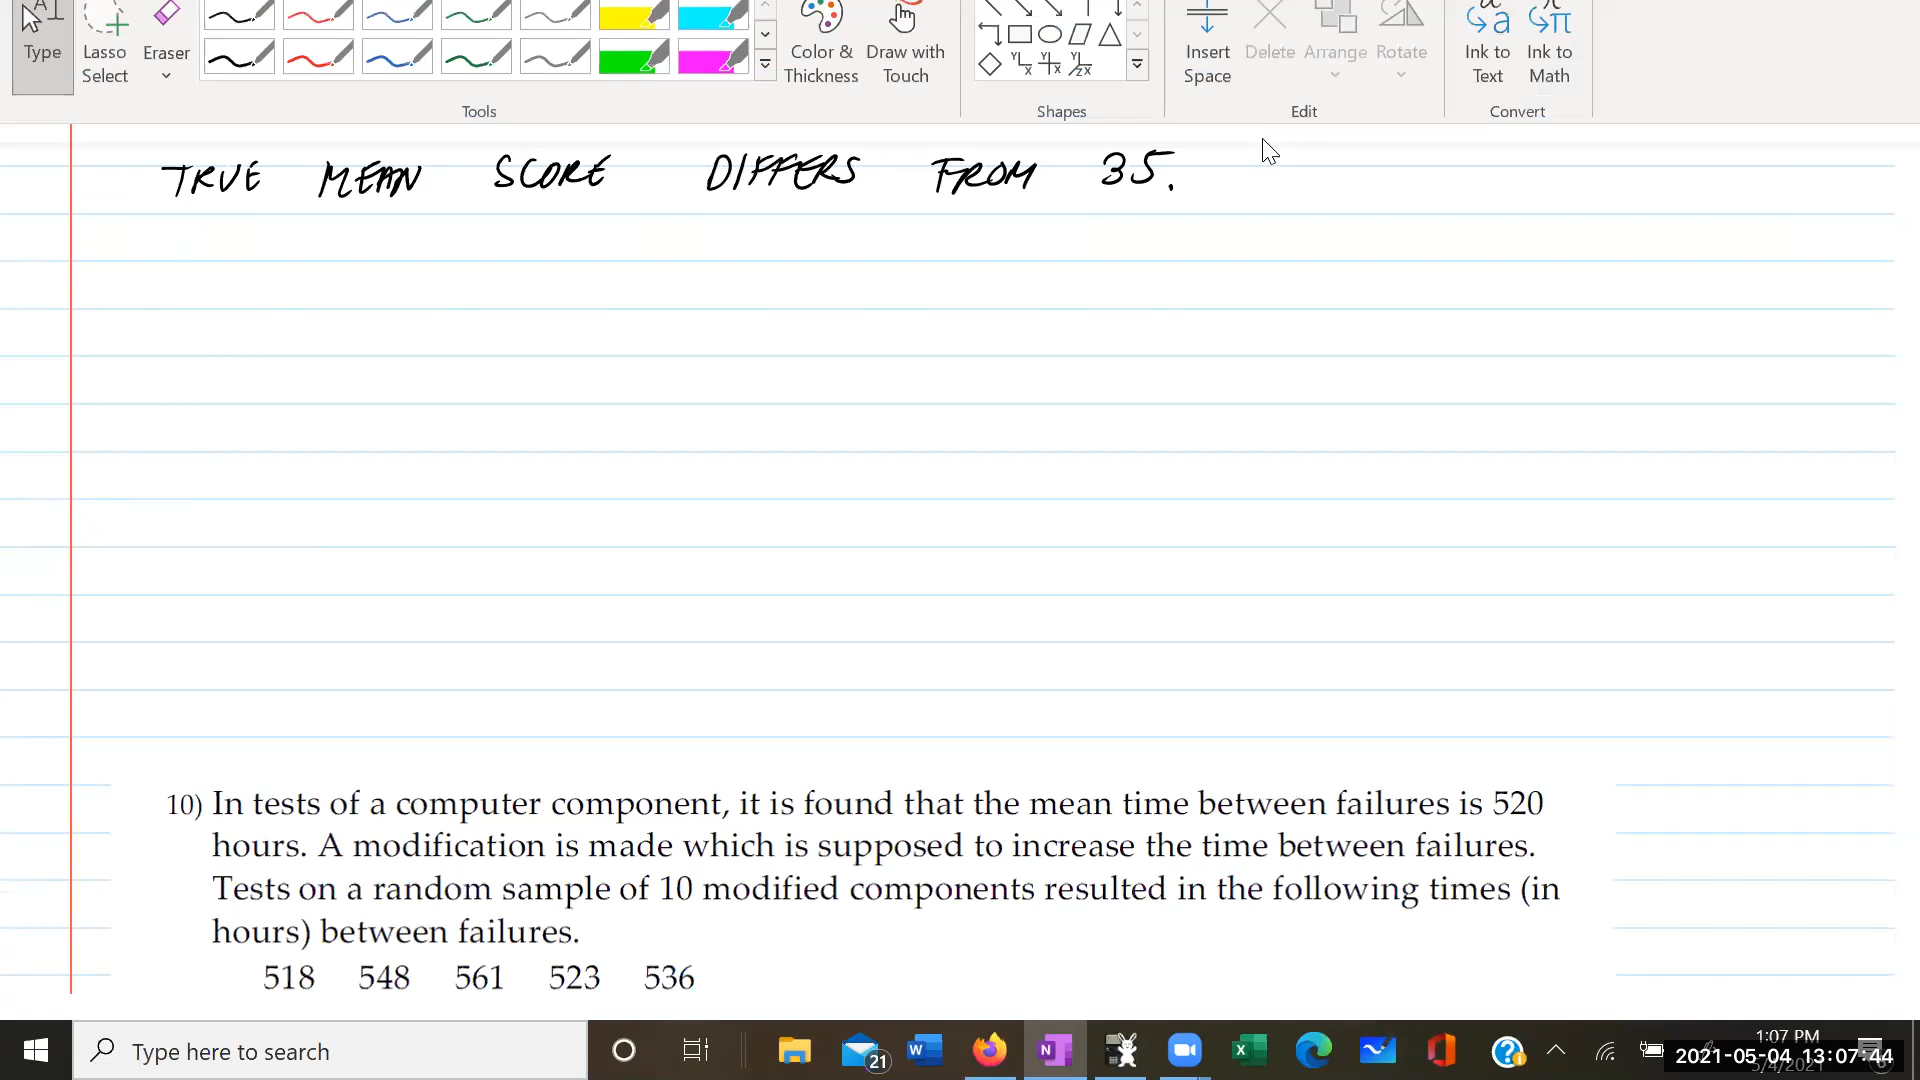 Type
Lasso Select
Eraser
Color & Thickness
Draw with Touch
Insert Space
Delete
Arrange
Rotate
Ink to Text
Ink to Math
Tools
Shapes
Edit
Convert
TRUE MEAN SCORE DIFFERS FROM 35.
10) In tests of a computer component, it is found that the mean time between failures is 520
hours. A modification is made which is supposed to increase the time between failures.
Tests on a random sample of 10 modified components resulted in the following times (in
hours) between failures.
518 548 561 523 536
Type here to search
21
1:07 PM
2021-05-04 13:07:44